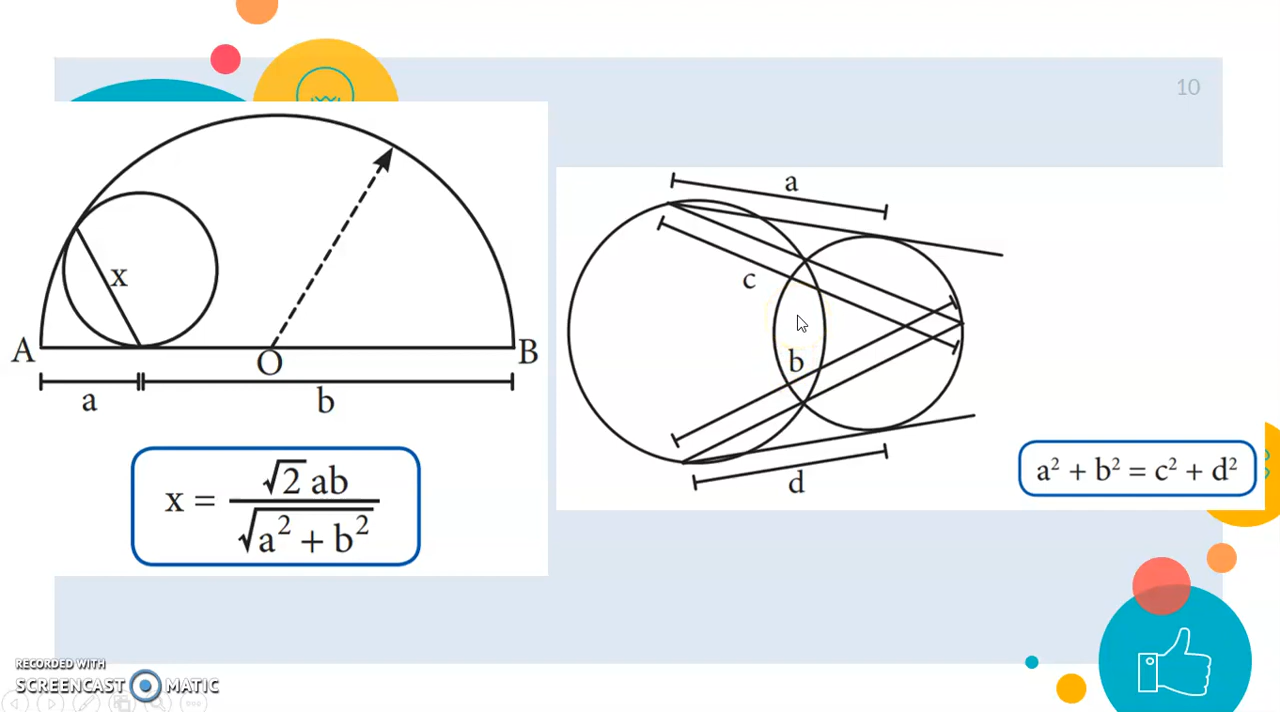 10
x
A
O
B
a
b
x = √2 ab / √a² + b²
a
c
b
d
a² + b² = c² + d²
RECORDED WITH
SCREENCAST MATIC